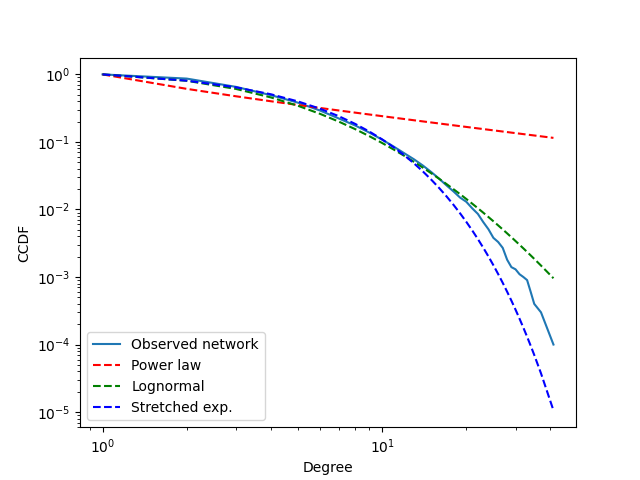 10⁰
10⁻¹
10⁻²
10⁻³
10⁻⁴
10⁻⁵
CCDF
Observed network
Power law
Lognormal
Stretched exp.
10⁰
10¹
Degree